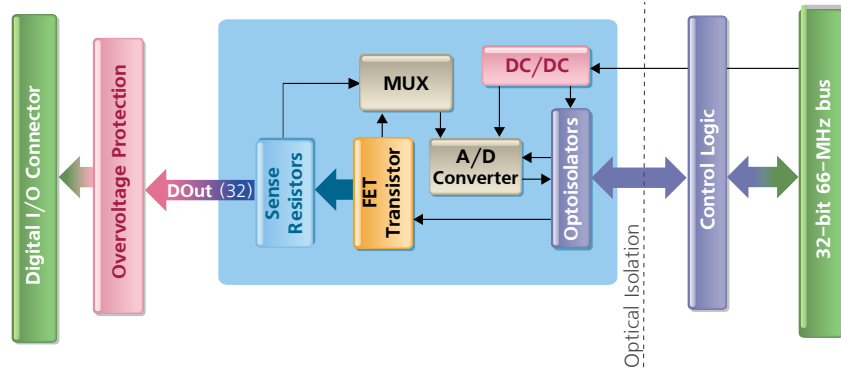 Digital I/O Connector
Overvoltage Protection
DOut (32)
Sense
Resistors
MUX
FET
Transistor
DC/DC
A/D
Converter
Optoisolators
Optical Isolation
Control Logic
32-bit 66-MHz bus